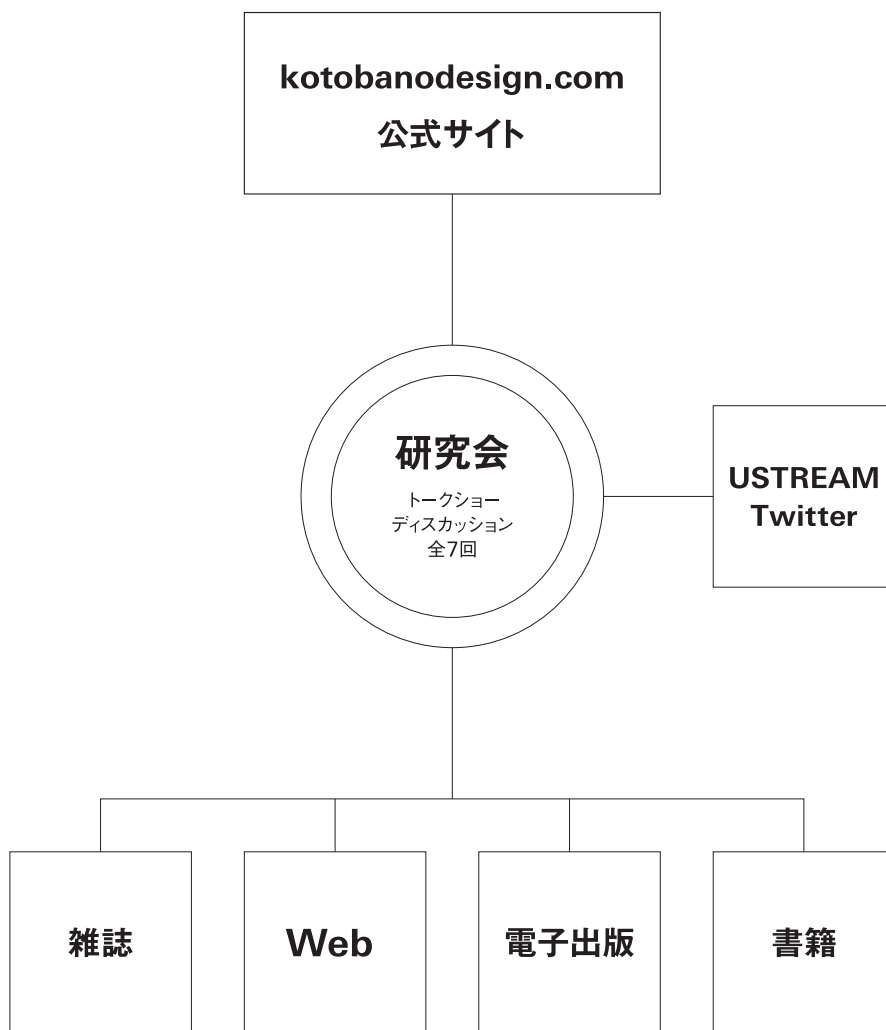 kotobanodesign.com
公式サイト
研究会
トークショー
ディスカッション
全7回
USTREAM
Twitter
雑誌
Web
電子出版
書籍